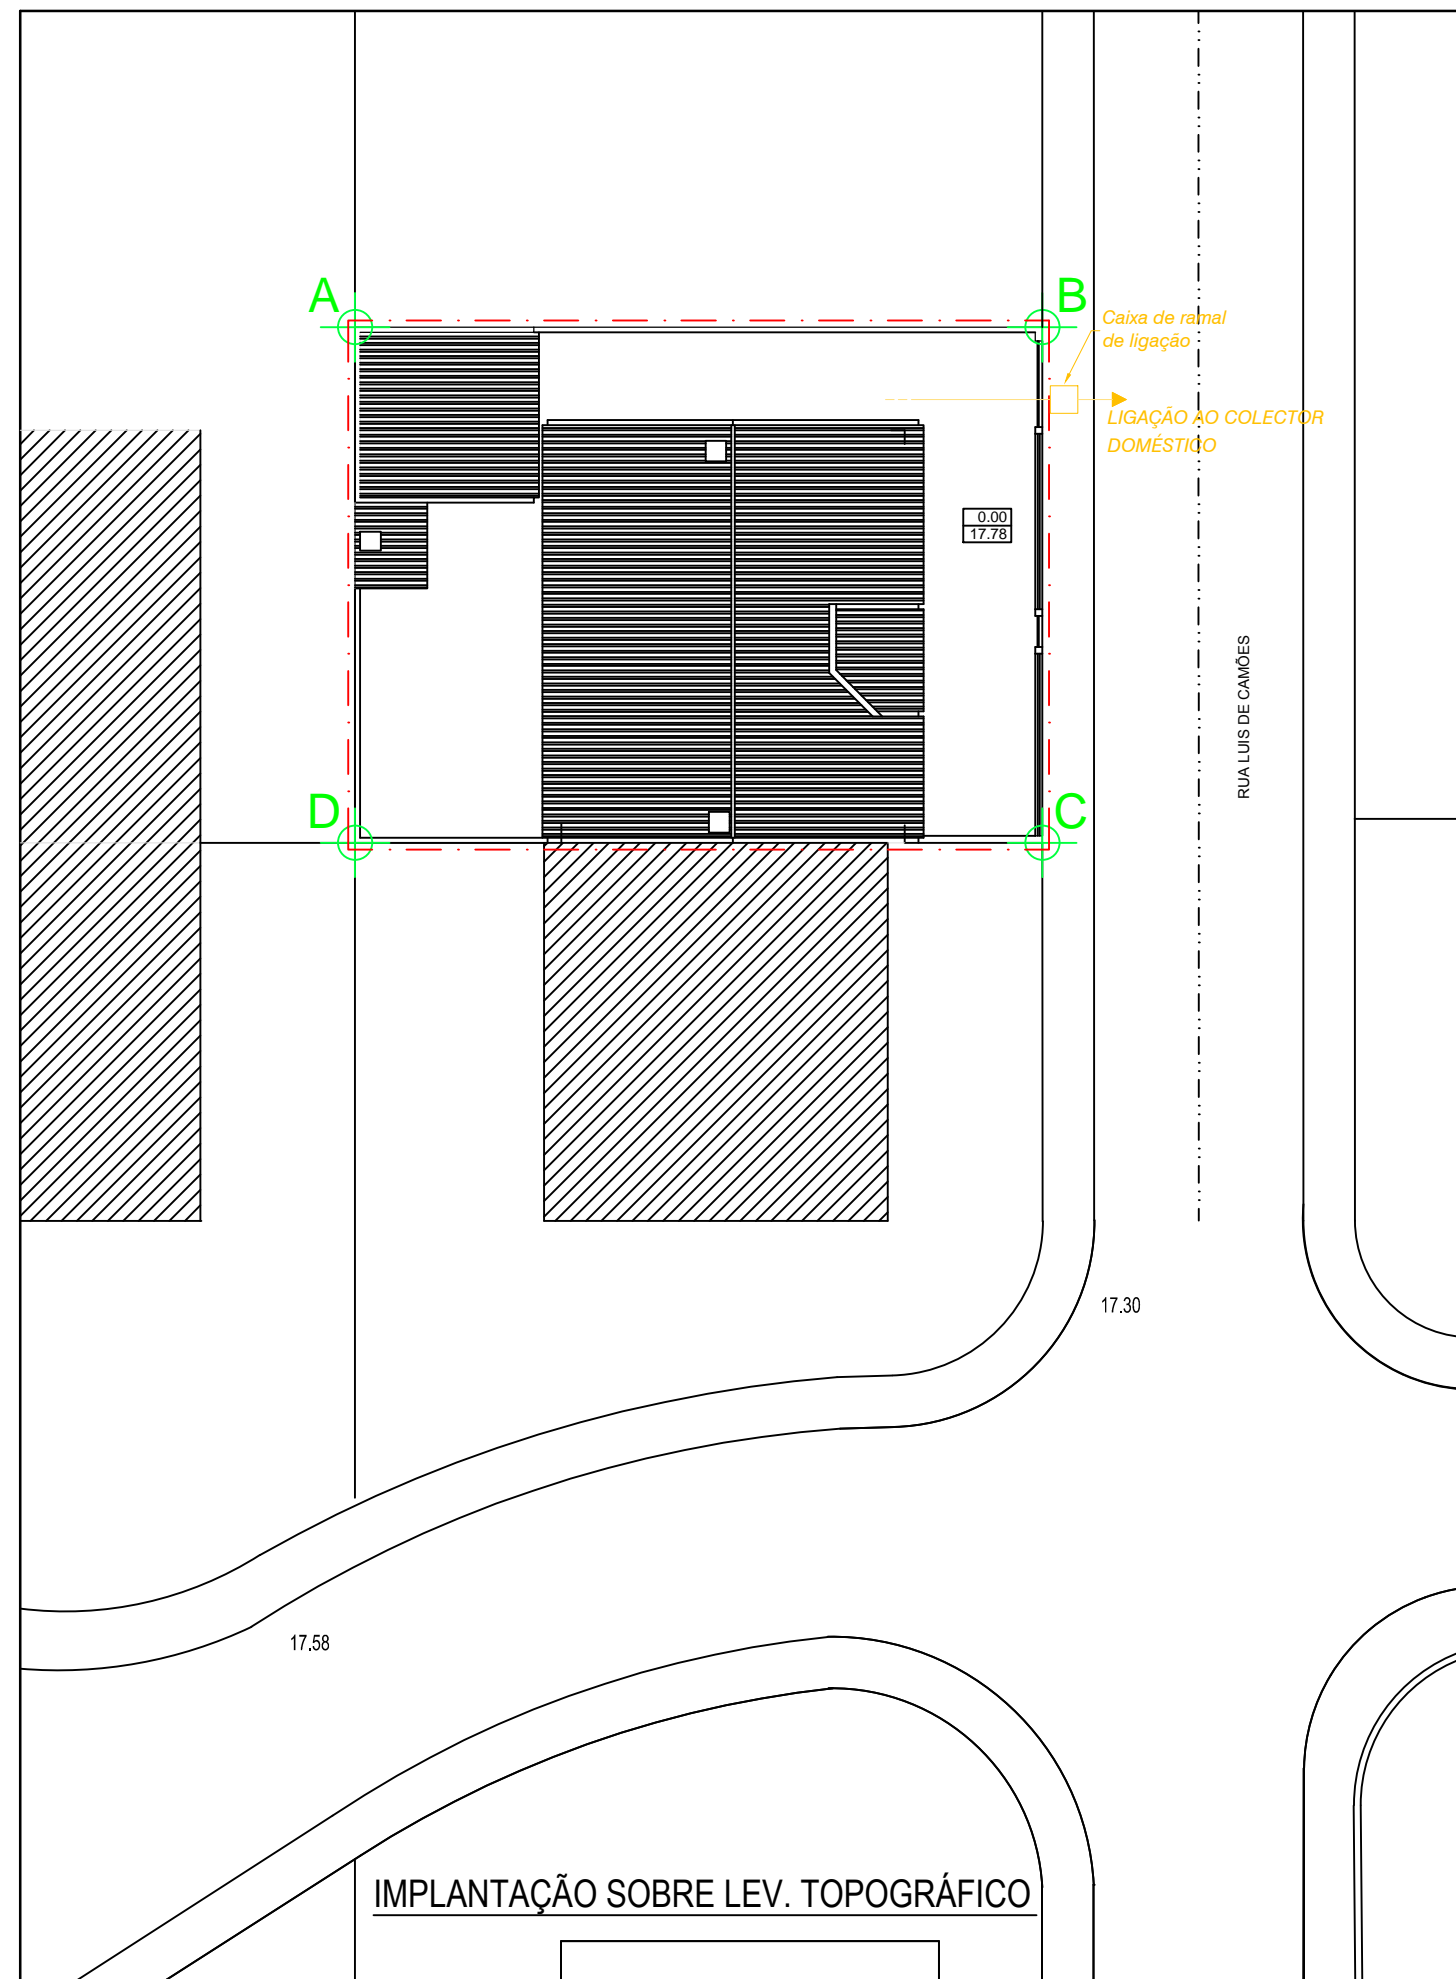 A
B
Caixa de ramal
de ligação
LIGAÇÃO AO COLECTOR
DOMÉSTICO
0.00
17.78
RUA LUIS DE CAMÕES
D
C
17.30
17.58
IMPLANTAÇÃO SOBRE LEV. TOPOGRÁFICO